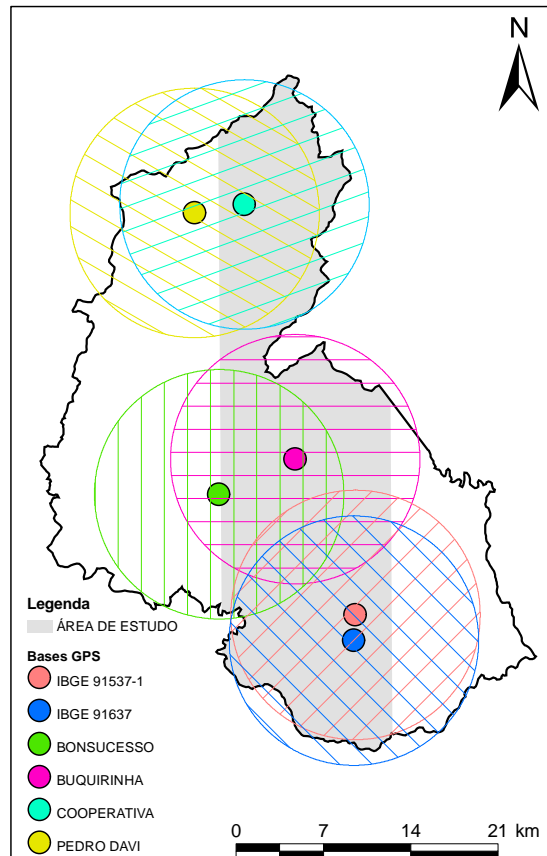 N
Legenda
ÁREA DE ESTUDO
Bases GPS
IBGE 91537-1
IBGE 91637
BONSUCESSO
BUQUIRINHA
COOPERATIVA
PEDRO DAVI
0 7 14 21 km